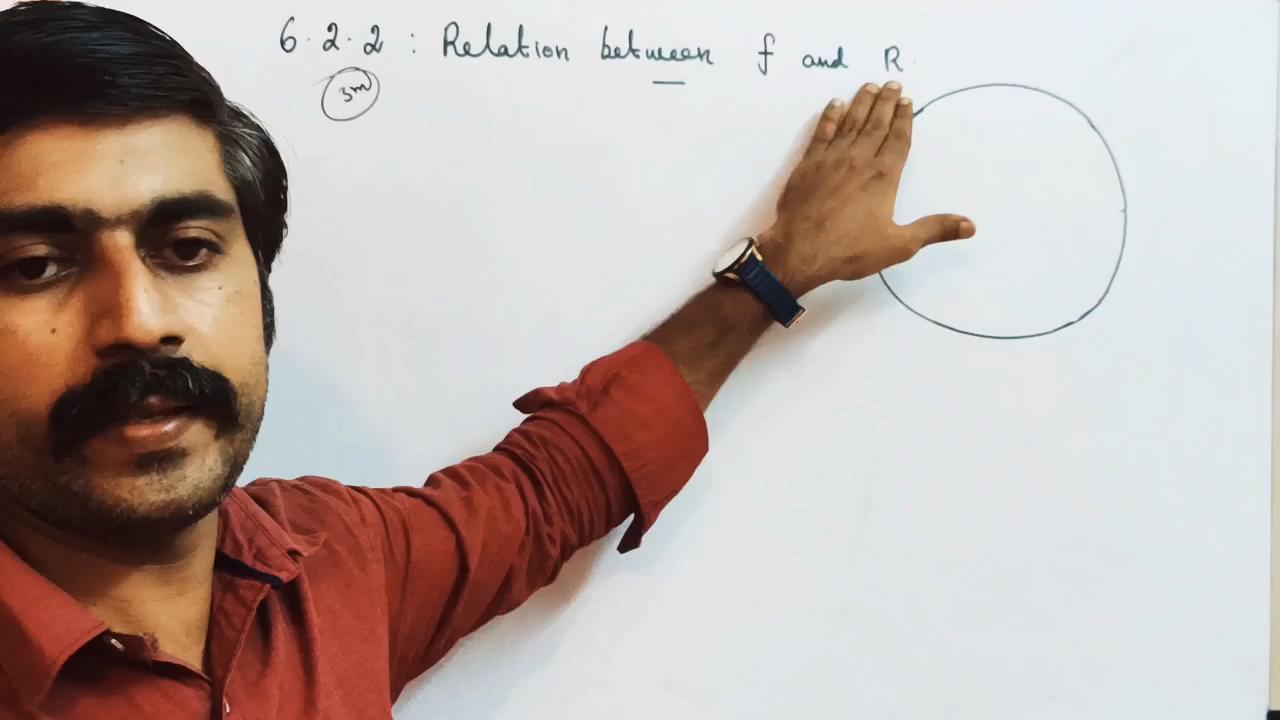 6.2.2 : Relation between f and R.
3m